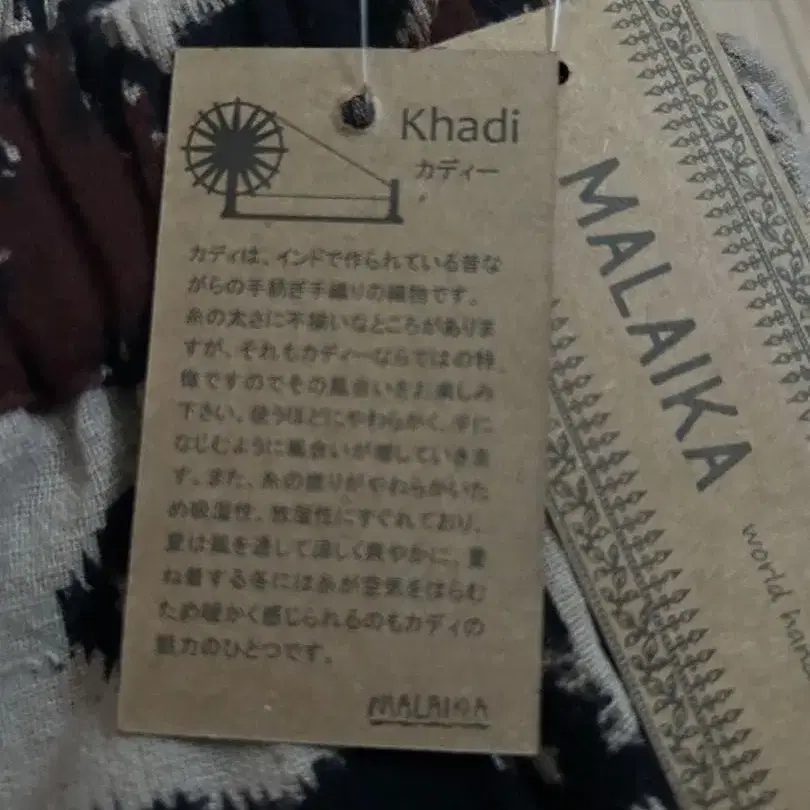 Khadi
カディー
カディは、インドで作られている昔な
がらの手紡ぎ手織りの織物です。
糸の太さに不揃いなところがありま
すが、それもカディーならではの特
徴ですのでその風合いをお楽しみ
下さい。使うほどにやわらかく、手に
なじむように風合いが増していきま
す。また、糸の撚りがやわらかいた
め吸湿性、放湿性にすぐれており、
夏は風を通して涼しく爽やかに、重
ね着する冬には糸が空気をはらむ
ため暖かく感じられるのもカディの
魅力のひとつです。
MALAIKA
MALAIKA
world